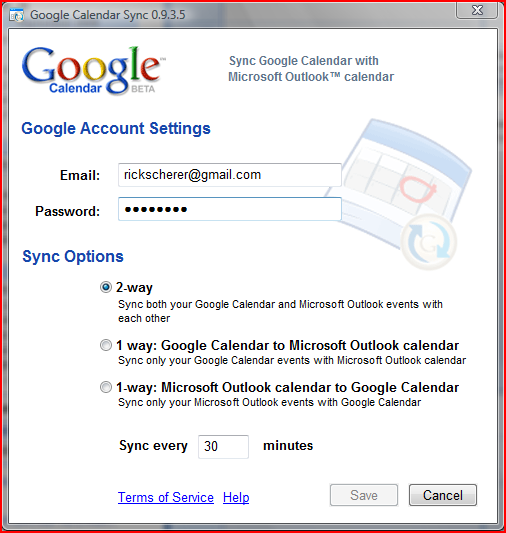 Google Calendar Sync 0.9.3.5
Google™
Calendar BETA
Sync Google Calendar with
Microsoft Outlook™ calendar
Google Account Settings
Email: rickscherer@gmail.com
Password: ••••••••
Sync Options
2-way
Sync both your Google Calendar and Microsoft Outlook events with
each other
1 way: Google Calendar to Microsoft Outlook calendar
Sync only your Google Calendar events with Microsoft Outlook calendar
1-way: Microsoft Outlook calendar to Google Calendar
Sync only your Microsoft Outlook events with Google Calendar
Sync every 30 minutes
Terms of Service Help Save Cancel